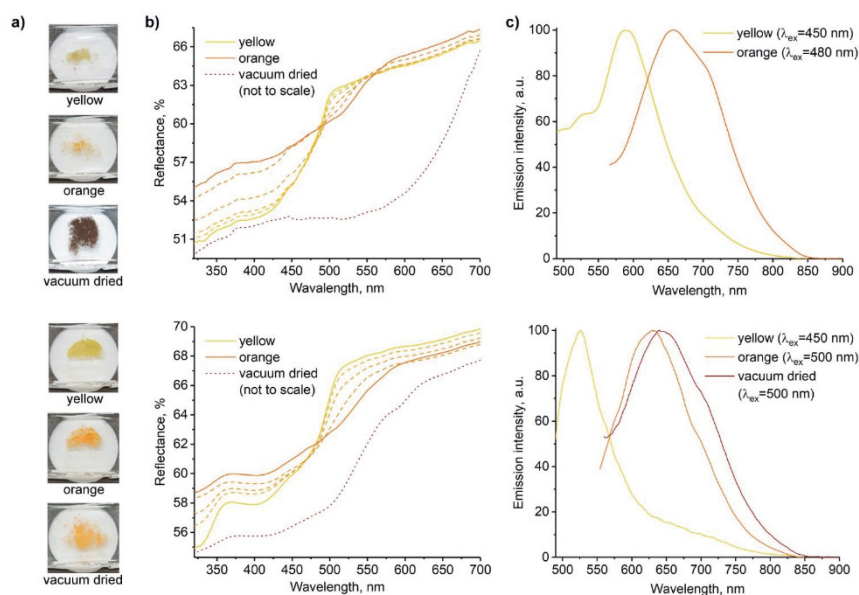 a)
yellow
orange
vacuum dried
b)
66
63
60
57
54
51
Reflectance, %
yellow
orange
vacuum dried
(not to scale)
350 400 450 500 550 600 650 700
Wavalength, nm
c)
100
80
60
40
20
0
Emission intensity, a.u.
yellow (λex=450 nm)
orange (λex=480 nm)
500 550 600 650 700 750 800 850 900
Wavelength, nm
yellow
orange
vacuum dried
70
68
66
64
62
60
58
56
Reflectance, %
yellow
orange
vacuum dried
(not to scale)
350 400 450 500 550 600 650 700
Wavelength, nm
100
80
60
40
20
0
Emission intensity, a.u.
yellow (λex=450 nm)
orange (λex=500 nm)
vacuum dried
(λex=500 nm)
500 550 600 650 700 750 800 850 900
Wavelength, nm